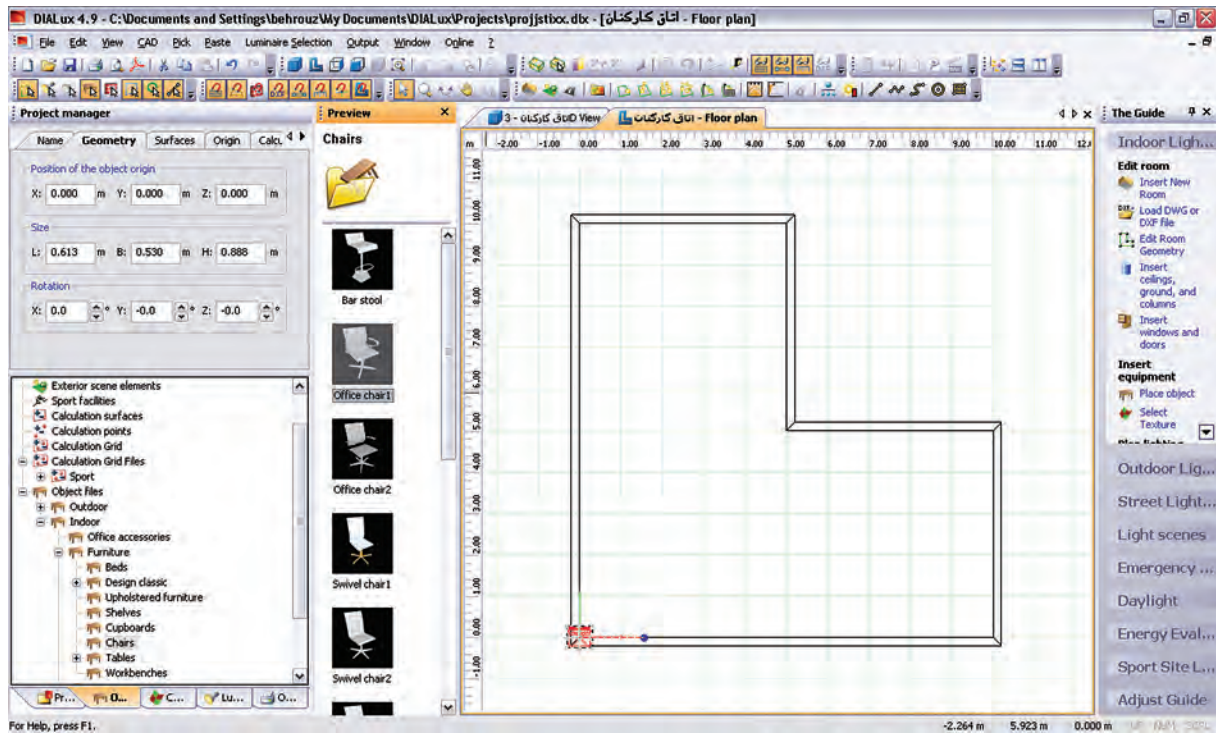 DIALux 4.9 - C:\Documents and Settings\behrouz\My Documents\DIALux\Projects\projjstixx.dlx - [اتاق کارکنان - Floor plan]
File Edit View CAD Pick Paste Luminaire Selection Output Window Online ?
Project manager
Name Geometry Surfaces Origin Calcu
Position of the object origin
X: 0.000 m Y: 0.000 m Z: 0.000 m
Size
L: 0.613 m B: 0.530 m H: 0.888 m
Rotation
X: 0.0 ° Y: -0.0 ° Z: -0.0 °
Exterior scene elements
Sport facilities
Calculation surfaces
Calculation points
Calculation Grid
Calculation Grid Files
Sport
Object files
Outdoor
Indoor
Office accessories
Furniture
Beds
Design classic
Upholstered furniture
Shelves
Cupboards
Chairs
Tables
Workbenches
Pr... O... C... Lu... O...
Preview
Chairs
Bar stool
Office chair1
Office chair2
Swivel chair1
Swivel chair2
اتاق کارکنان - 3D View
اتاق کارکنان - Floor plan
m -2.00 -1.00 0.00 1.00 2.00 3.00 4.00 5.00 6.00 7.00 8.00 9.00 10.00 11.00
11.00
10.00
9.00
8.00
7.00
6.00
5.00
4.00
3.00
2.00
1.00
0.00
-1.00
The Guide
Indoor Ligh...
Edit room
Insert New
Room
Load DWG or
DXF file
Edit Room
Geometry
Insert
ceilings,
ground, and
columns
Insert
windows and
doors
Insert
equipment
Place object
Select
Texture
Outdoor Lig...
Street Light...
Light scenes
Emergency ...
Daylight
Energy Eval...
Sport Site L...
Adjust Guide
For Help, press F1.
-2.264 m 5.923 m 0.000 m